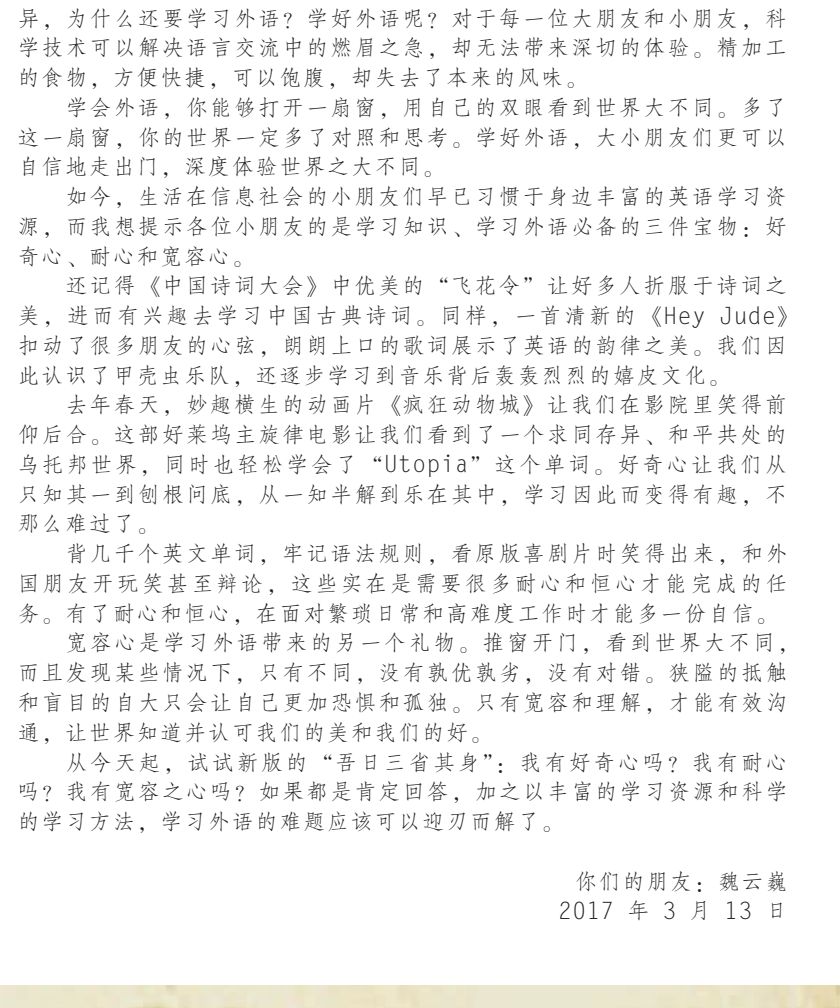 异，为什么还要学习外语？学好外语呢？对于每一位大朋友和小朋友，科
学技术可以解决语言交流中的燃眉之急，却无法带来深切的体验。精加工
的食物，方便快捷，可以饱腹，却失去了本来的风味。
学会外语，你能够打开一扇窗，用自己的双眼看到世界大不同。多了
这一扇窗，你的世界一定多了对照和思考。学好外语，大小朋友们更可以
自信地走出门，深度体验世界之大不同。
如今，生活在信息社会的小朋友们早已习惯于身边丰富的英语学习资
源，而我想提示各位小朋友的是学习知识、学习外语必备的三件宝物：好
奇心、耐心和宽容心。
还记得《中国诗词大会》中优美的“飞花令”让好多人折服于诗词之
美，进而有兴趣去学习中国古典诗词。同样，一首清新的《Hey Jude》
扣动了很多朋友的心弦，朗朗上口的歌词展示了英语的韵律之美。我们因
此认识了甲壳虫乐队，还逐步学习到音乐背后轰轰烈烈的嬉皮文化。
去年春天，妙趣横生的动画片《疯狂动物城》让我们在影院里笑得前
仰后合。这部好莱坞主旋律电影让我们看到了一个求同存异、和平共处的
乌托邦世界，同时也轻松学会了“Utopia”这个单词。好奇心让我们从
只知其一到刨根问底，从一知半解到乐在其中，学习因此而变得有趣，不
那么难过了。
背几千个英文单词，牢记语法规则，看原版喜剧片时笑得出来，和外
国朋友开玩笑甚至辩论，这些实在是需要很多耐心和恒心才能完成的任
务。有了耐心和恒心，在面对繁琐日常和高难度工作时才能多一份自信。
宽容心是学习外语带来的另一个礼物。推窗开门，看到世界大不同，
而且发现某些情况下，只有不同，没有孰优孰劣，没有对错。狭隘的抵触
和盲目的自大只会让自己更加恐惧和孤独。只有宽容和理解，才能有效沟
通，让世界知道并认可我们的美和我们的好。
从今天起，试试新版的“吾日三省其身”：我有好奇心吗？我有耐心
吗？我有宽容之心吗？如果都是肯定回答，加之以丰富的学习资源和科学
的学习方法，学习外语的难题应该可以迎刃而解了。
你们的朋友：魏云巍
2017 年 3 月 13 日